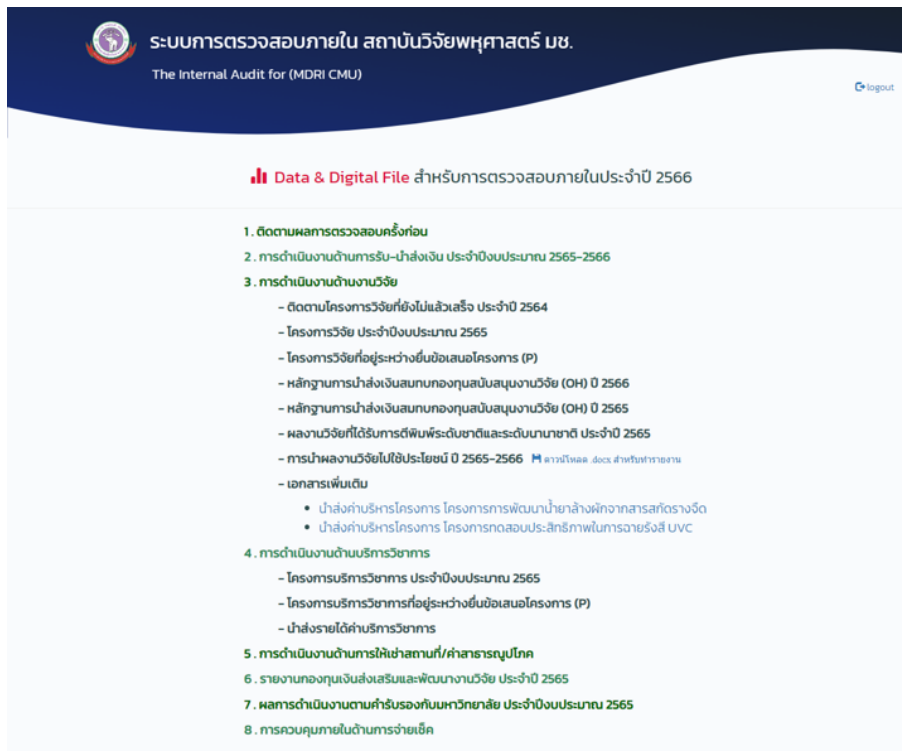 ระบบการตรวจสอบภายใน สถาบันวิจัยพหุศาสตร์ มช.
The Internal Audit for (MDRI CMU)
logout
Data & Digital File สำหรับการตรวจสอบภายในประจำปี 2566
1 . ติดตามผลการตรวจสอบครั้งก่อน
2 . การดำเนินงานด้านการรับ-นำส่งเงิน ประจำปีงบประมาณ 2565-2566
3 . การดำเนินงานด้านงานวิจัย
- ติดตามโครงการวิจัยที่ยังไม่แล้วเสร็จ ประจำปี 2564
- โครงการวิจัย ประจำปีงบประมาณ 2565
- โครงการวิจัยที่อยู่ระหว่างยื่นข้อเสนอโครงการ (P)
- หลักฐานการนำส่งเงินสมทบกองทุนสนับสนุนงานวิจัย (OH) ปี 2566
- หลักฐานการนำส่งเงินสมทบกองทุนสนับสนุนงานวิจัย (OH) ปี 2565
- ผลงานวิจัยที่ได้รับการตีพิมพ์ระดับชาติและระดับนานาชาติ ประจำปี 2565
- การนำผลงานวิจัยไปใช้ประโยชน์ ปี 2565-2566 ดาวน์โหลด .docx สำหรับทำรายงาน
- เอกสารเพิ่มเติม
• นำส่งค่าบริหารโครงการ โครงการการพัฒนาน้ำยาล้างผักจากสารสกัดรางจืด
• นำส่งค่าบริหารโครงการ โครงการทดสอบประสิทธิภาพในการฉายรังสี UVC
4 . การดำเนินงานด้านบริการวิชาการ
- โครงการบริการวิชาการ ประจำปีงบประมาณ 2565
- โครงการบริการวิชาการที่อยู่ระหว่างยื่นข้อเสนอโครงการ (P)
- นำส่งรายได้ค่าบริการวิชาการ
5 . การดำเนินงานด้านการให้เช่าสถานที่/ค่าสาธารณูปโภค
6 . รายงานกองทุนเงินส่งเสริมและพัฒนางานวิจัย ประจำปี 2565
7 . ผลการดำเนินงานตามคำรับรองกับมหาวิทยาลัย ประจำปีงบประมาณ 2565
8 . การควบคุมภายในด้านการจ่ายเช็ค